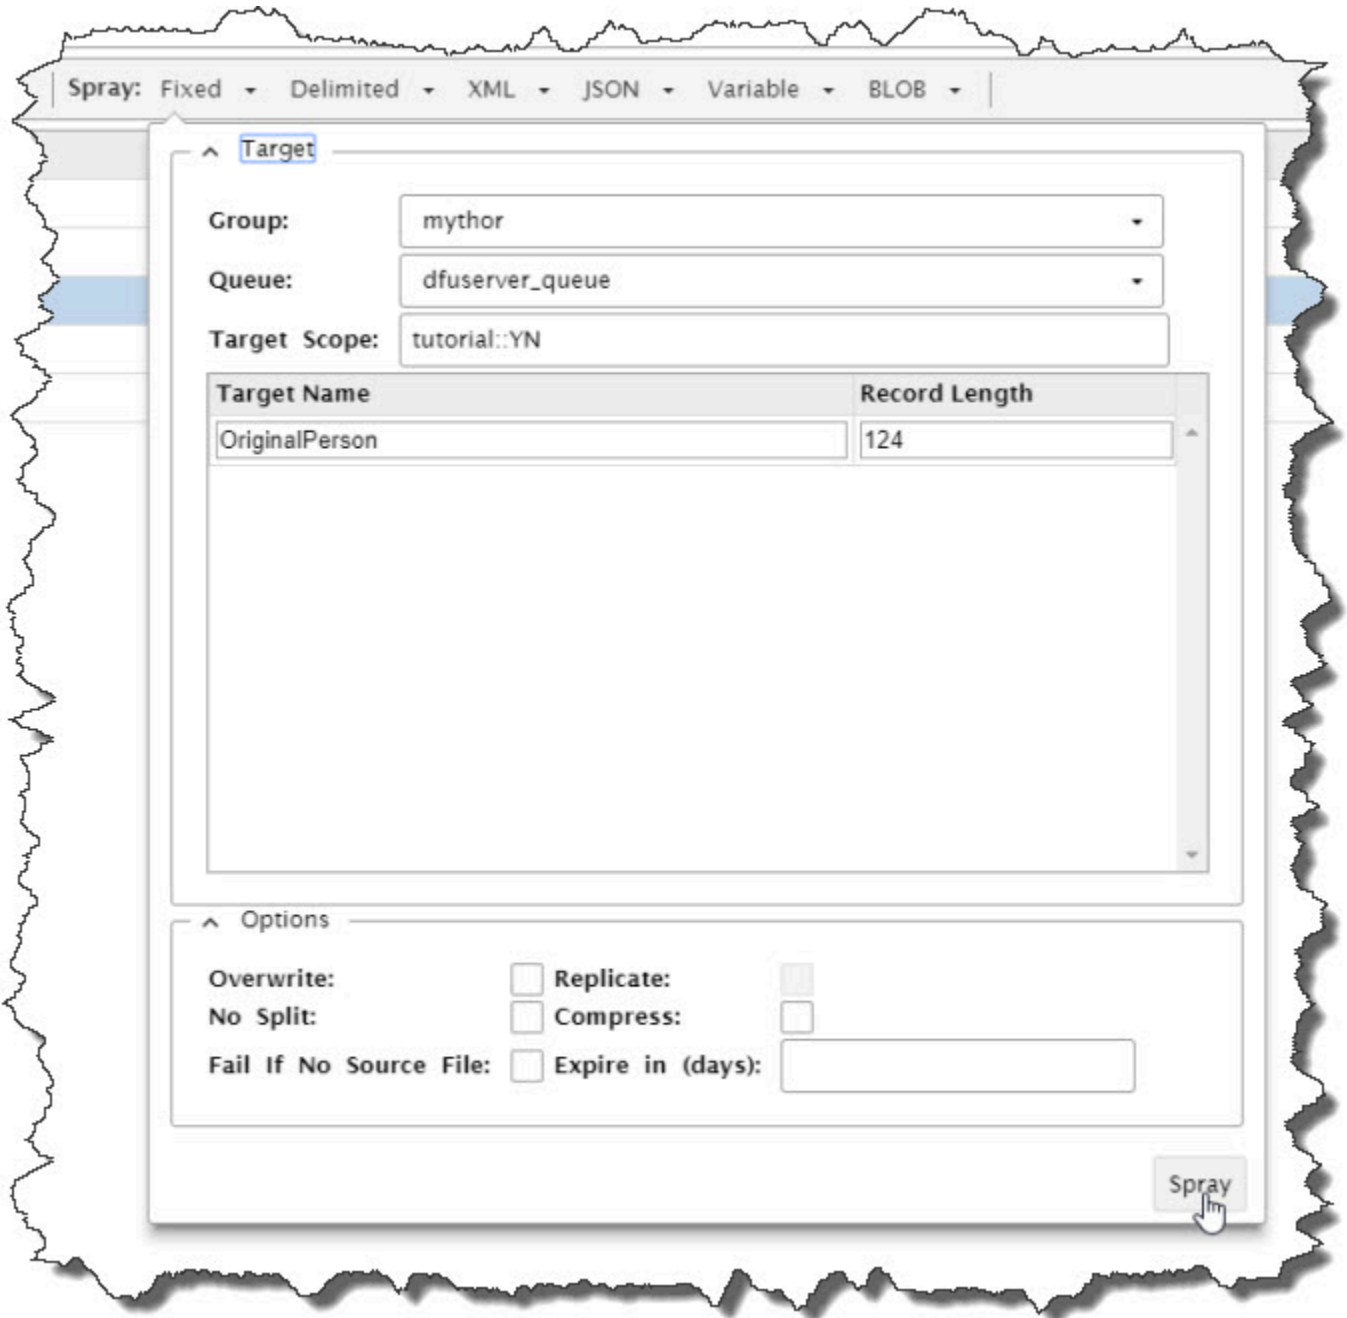 Spray: Fixed Delimited XML JSON Variable BLOB
Target
Group: mythor
Queue: dfuserver_queue
Target Scope: tutorial::YN
Target Name Record Length
OriginalPerson 124
Options
Overwrite: Replicate:
No Split: Compress:
Fail If No Source File: Expire in (days):
Spray